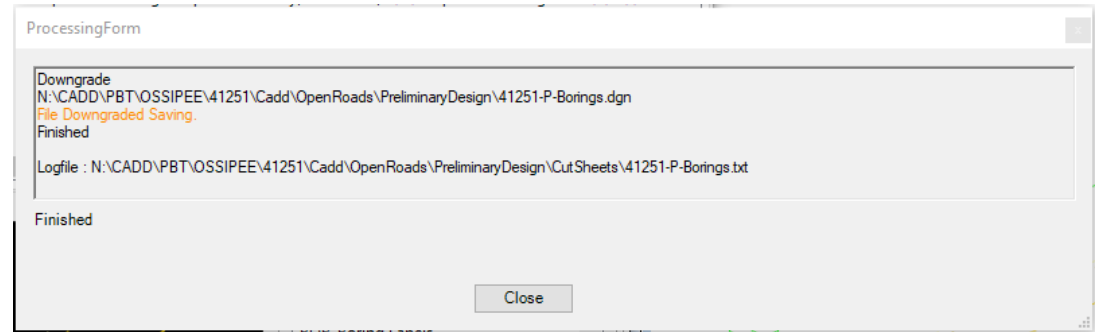 ProcessingForm
Downgrade
N:\CADD\PBT\OSSIPEE\41251\Cadd\OpenRoads\PreliminaryDesign\41251-P-Borings.dgn
File Downgraded Saving.
Finished
Logfile : N:\CADD\PBT\OSSIPEE\41251\Cadd\OpenRoads\PreliminaryDesign\CutSheets\41251-P-Borings.txt
Finished
Close